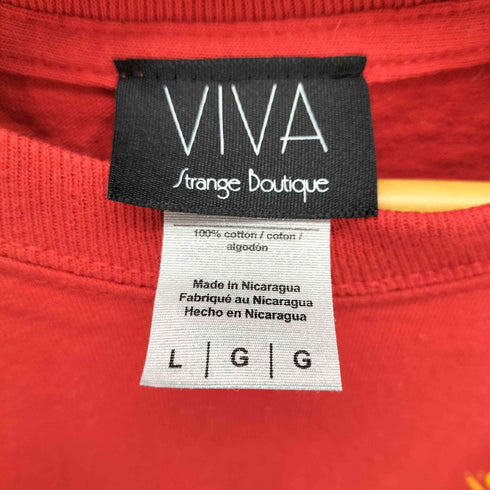 VIVA
Strange Boutique
100% cotton / coton /
algodón
Made in Nicaragua
Fabriqué au Nicaragua
Hecho en Nicaragua
L | G | G